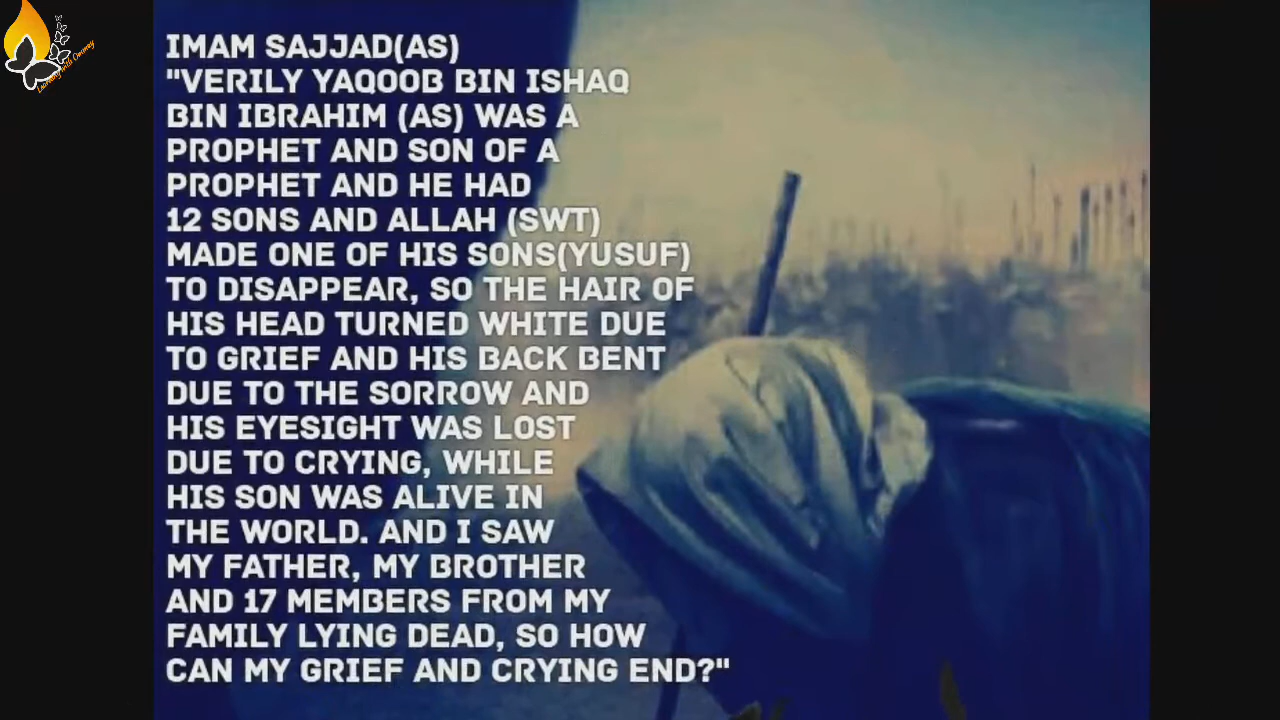 IMAM SAJJAD(AS)
"VERILY YAQOOB BIN ISHAQ
BIN IBRAHIM (AS) WAS A
PROPHET AND SON OF A
PROPHET AND HE HAD
12 SONS AND ALLAH (SWT)
MADE ONE OF HIS SONS(YUSUF)
TO DISAPPEAR, SO THE HAIR OF
HIS HEAD TURNED WHITE DUE
TO GRIEF AND HIS BACK BENT
DUE TO THE SORROW AND
HIS EYESIGHT WAS LOST
DUE TO CRYING, WHILE
HIS SON WAS ALIVE IN
THE WORLD. AND I SAW
MY FATHER, MY BROTHER
AND 17 MEMBERS FROM MY
FAMILY LYING DEAD, SO HOW
CAN MY GRIEF AND CRYING END?"